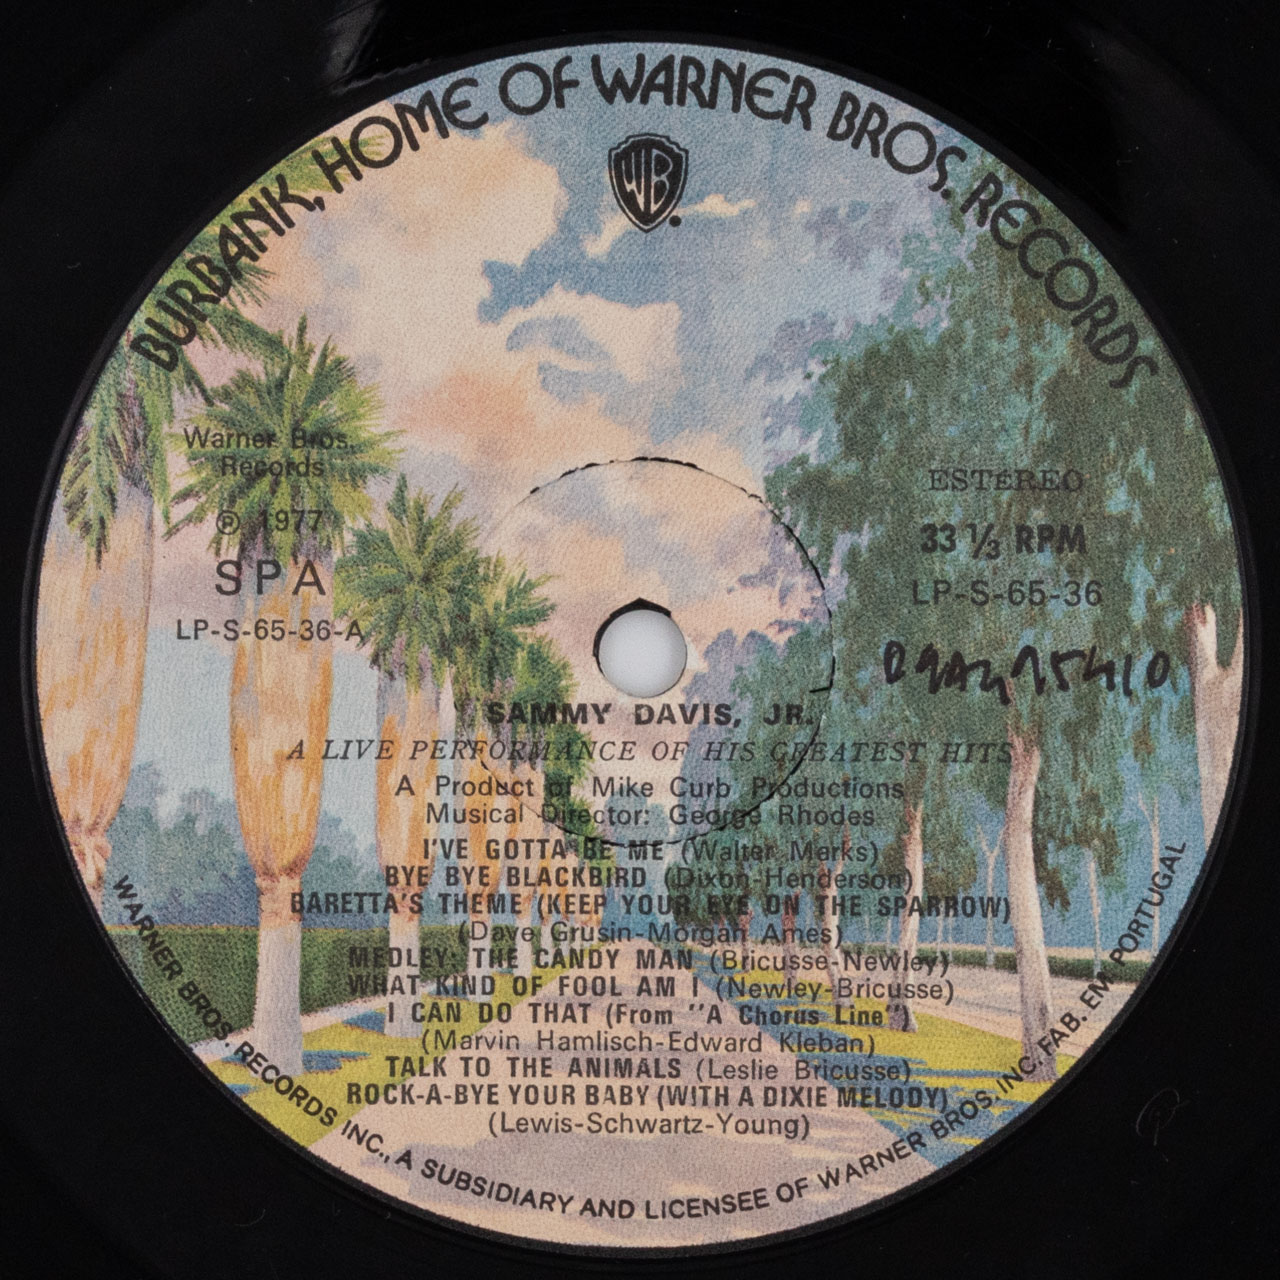 BURBANK, HOME OF WARNER BROS. RECORDS
WB
Warner Bros.
Records
℗ 1977
SPA
LP-S-65-36-A
ESTéREO
33 1/3 RPM
LP-S-65-36
SAMMY DAVIS, JR.
A LIVE PERFORMANCE OF HIS GREATEST HITS
A Product of Mike Curb Productions
Musical Director: George Rhodes
I'VE GOTTA BE ME (Walter Marks)
BYE BYE BLACKBIRD (Dixon-Henderson)
BARETTA'S THEME (KEEP YOUR EYE ON THE SPARROW)
(Dave Grusin-Morgan Ames)
MEDLEY: THE CANDY MAN (Bricusse-Newley)
WHAT KIND OF FOOL AM I (Newley-Bricusse)
I CAN DO THAT (From "A Chorus Line")
(Marvin Hamlisch-Edward Kleban)
TALK TO THE ANIMALS (Leslie Bricusse)
ROCK-A-BYE YOUR BABY (WITH A DIXIE MELODY)
(Lewis-Schwartz-Young)
WARNER BROS. RECORDS INC., A SUBSIDIARY AND LICENSEE OF WARNER BROS. INC. FAB. EM PORTUGAL